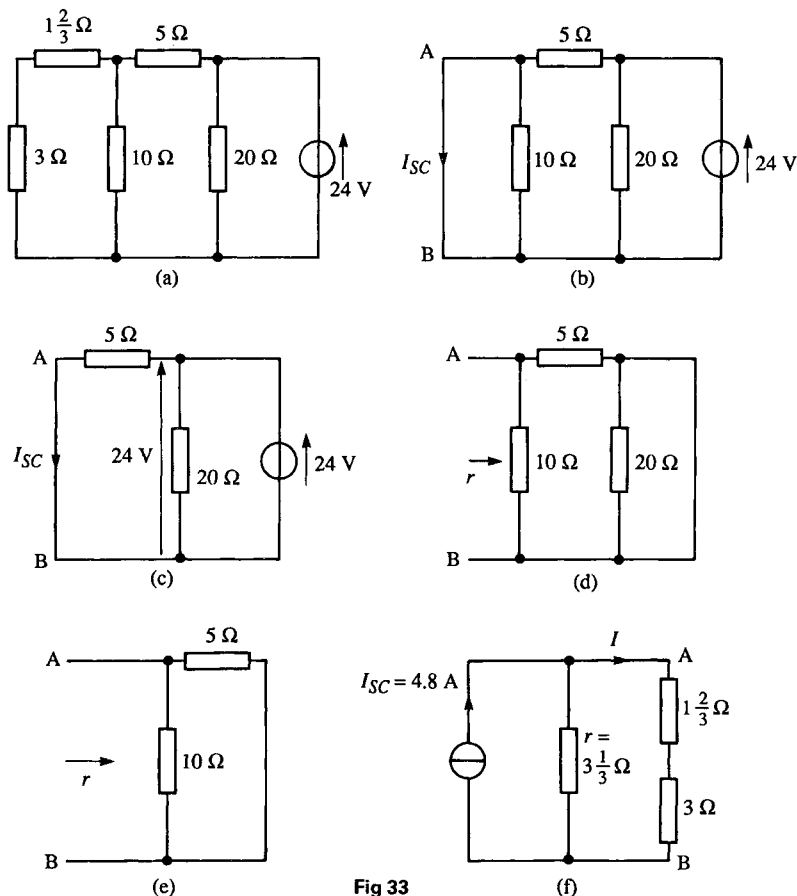 1 2/3 Ω
5 Ω
3 Ω
10 Ω
20 Ω
24 V
(a)
A
5 Ω
I_SC
10 Ω
20 Ω
24 V
B
(b)
5 Ω
A
I_SC
24 V
20 Ω
24 V
B
(c)
5 Ω
A
r
10 Ω
20 Ω
B
(d)
5 Ω
A
10 Ω
r
B
(e)
I
A
I_SC = 4.8 A
1 2/3 Ω
r =
3 1/3 Ω
3 Ω
B
(f)
Fig 33